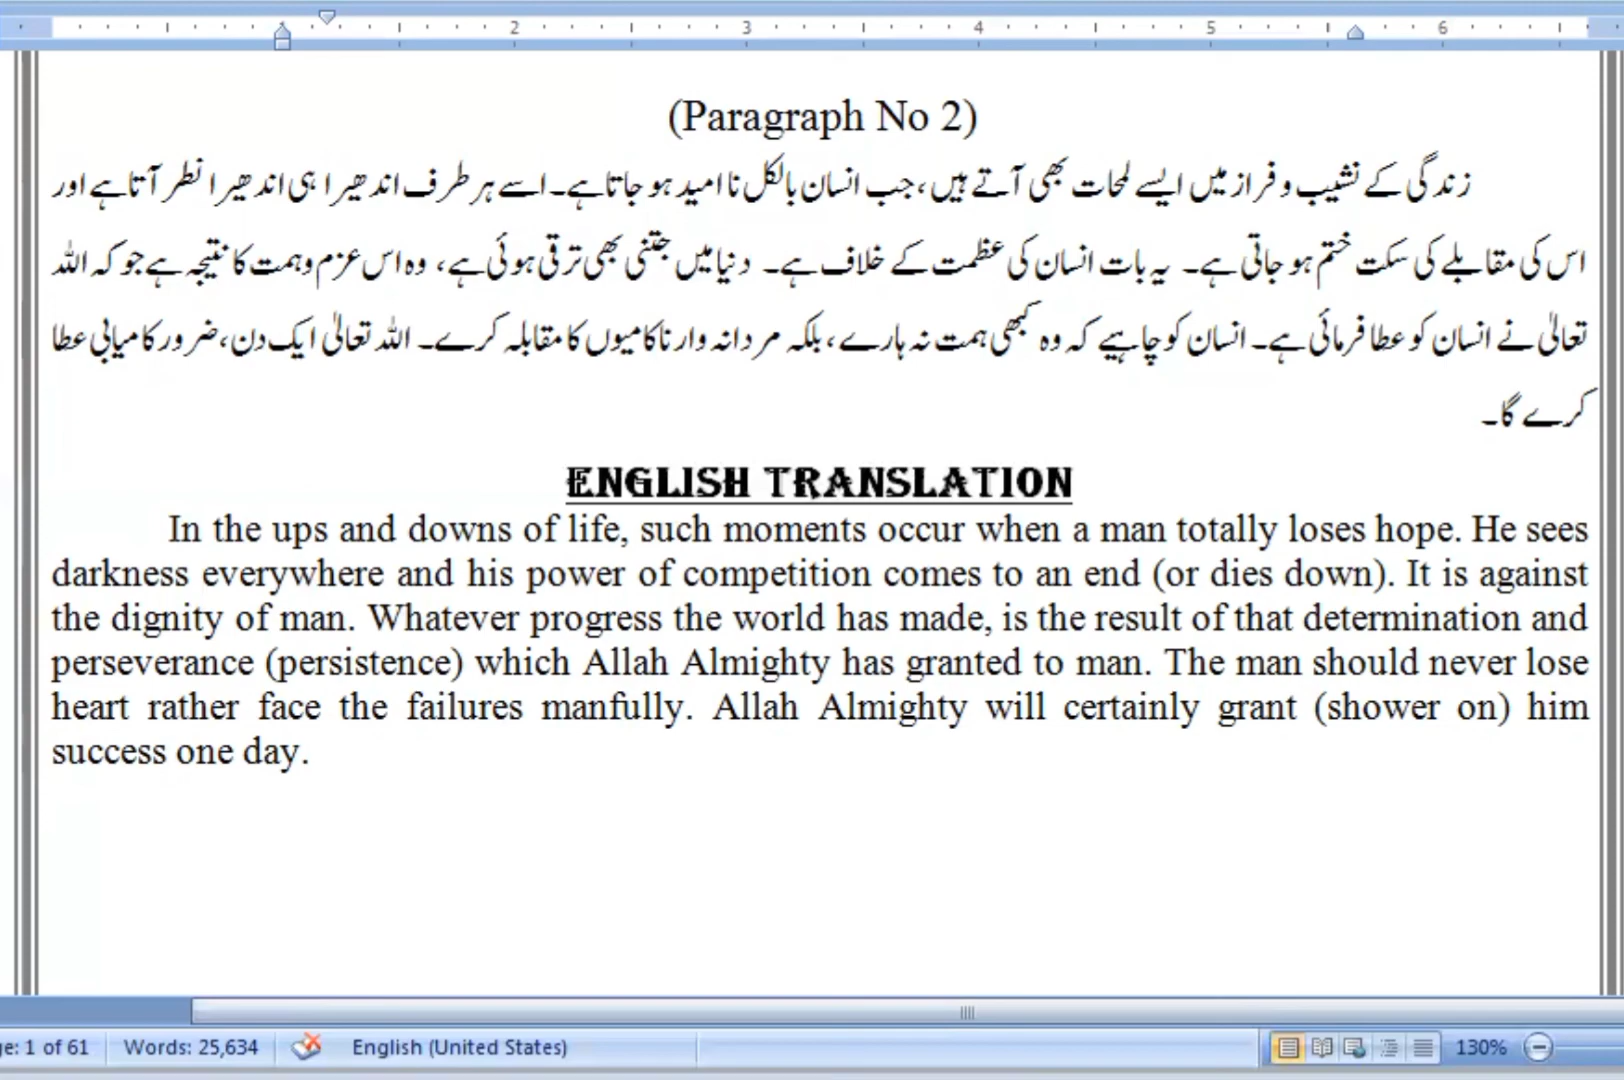 2 3 4 5 6
(Paragraph No 2)
زندگی کے نشیب و فراز میں ایسے لمحات بھی آتے ہیں، جب انسان بالکل نا امید ہو جاتا ہے۔ اسے ہر طرف اندھیرا ہی اندھیرا نطر آتا ہے اور
اس کی مقابلے کی سکت ختم ہو جاتی ہے۔ یہ بات انسان کی عظمت کے خلاف ہے۔ دنیا میں جتنی بھی ترقی ہوئی ہے، وہ اس عزم و ہمت کا نتیجہ ہے جو کہ اللہ
تعالیٰ نے انسان کو عطا فرمائی ہے۔ انسان کو چاہیے کہ وہ کبھی ہمت نہ ہارے، بلکہ مردانہ وار ناکامیوں کا مقابلہ کرے۔ اللہ تعالیٰ ایک دن، ضرور کامیابی عطا
کرے گا۔
ENGLISH TRANSLATION
In the ups and downs of life, such moments occur when a man totally loses hope. He sees
darkness everywhere and his power of competition comes to an end (or dies down). It is against
the dignity of man. Whatever progress the world has made, is the result of that determination and
perseverance (persistence) which Allah Almighty has granted to man. The man should never lose
heart rather face the failures manfully. Allah Almighty will certainly grant (shower on) him
success one day.
ge: 1 of 61 Words: 25,634 English (United States) 130%